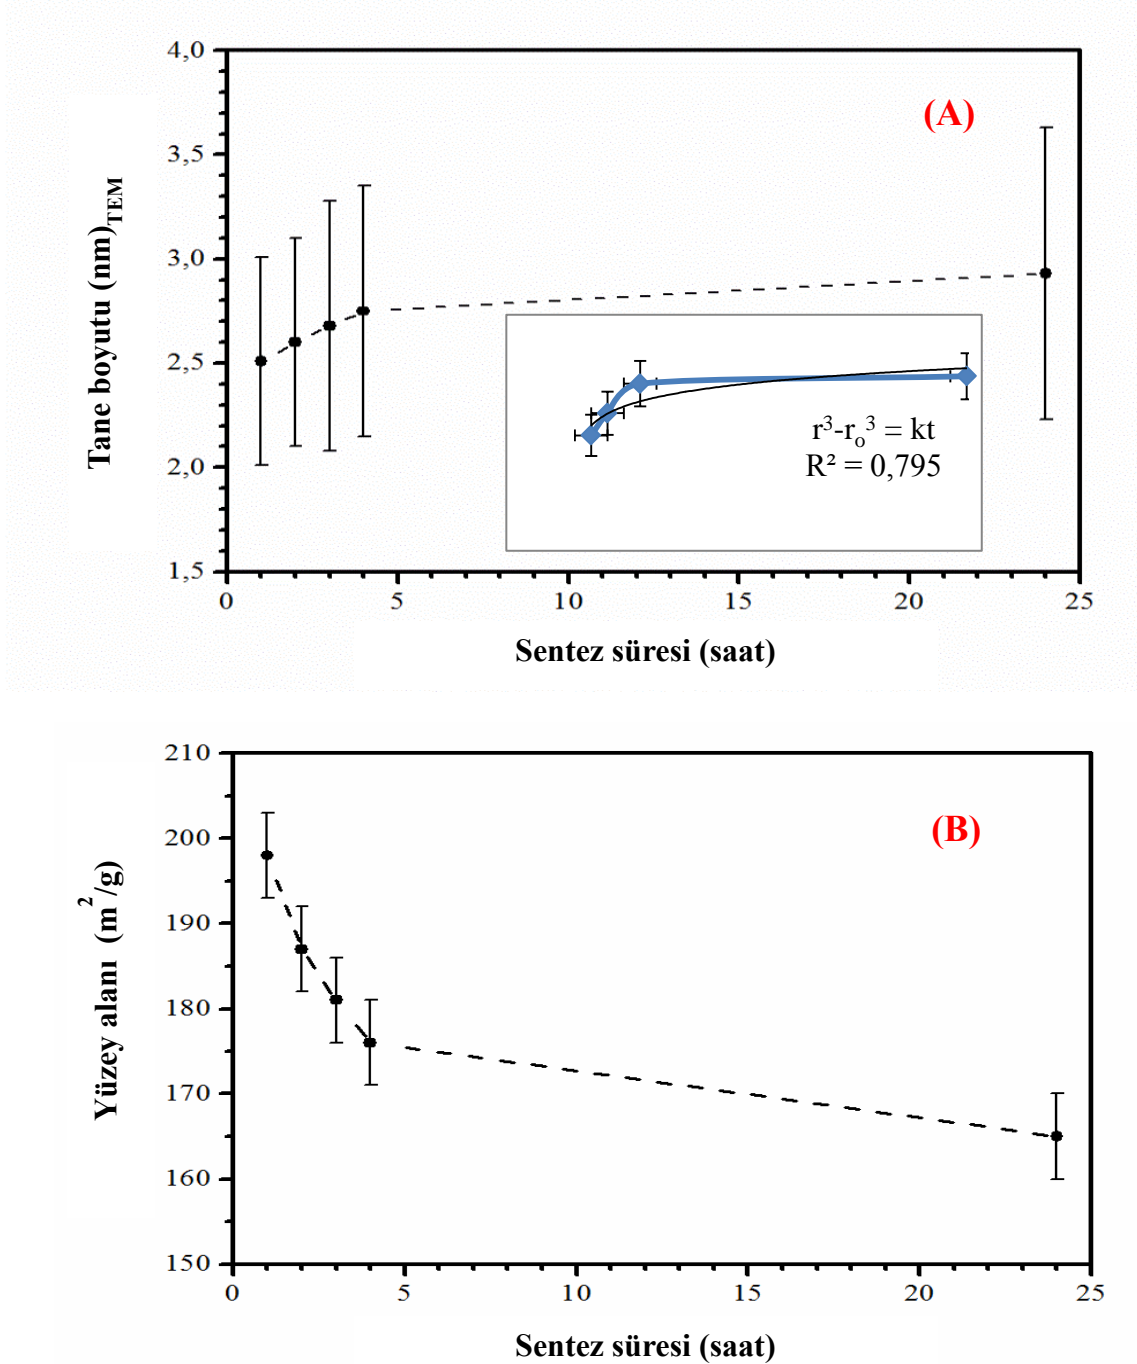 4,0
3,5
3,0
2,5
2,0
1,5
0 5 10 15 20 25
Tane boyutu (nm)TEM
(A)
r³-rₒ³ = kt
R² = 0,795
Sentez süresi (saat)
210
200
190
180
170
160
150
0 5 10 15 20 25
Yüzey alanı (m²/g)
(B)
Sentez süresi (saat)